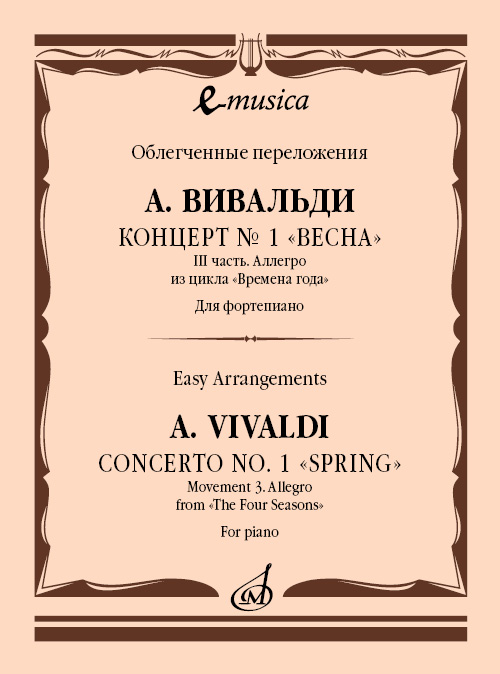 e-musica
Облегченные переложения
А. ВИВАЛЬДИ
КОНЦЕРТ № 1 «ВЕСНА»
III часть. Аллегро
из цикла «Времена года»
Для фортепиано
Easy Arrangements
A. VIVALDI
CONCERTO NO. 1 «SPRING»
Movement 3. Allegro
from «The Four Seasons»
For piano